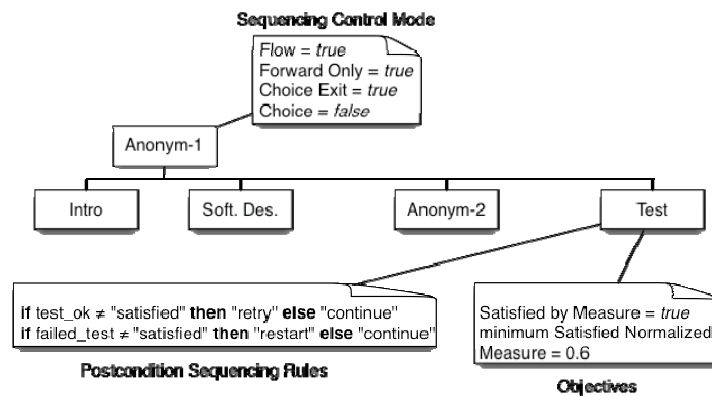 Sequencing Control Mode
Flow = true
Forward Only = true
Choice Exit = true
Choice = false
Anonym-1
Intro
Soft. Des.
Anonym-2
Test
if test_ok ≠ "satisfied" then "retry" else "continue"
if failed_test ≠ "satisfied" then "restart" else "continue"
Satisfied by Measure = true
minimum Satisfied Normalized
Measure = 0.6
Postcondition Sequencing Rules
Objectives